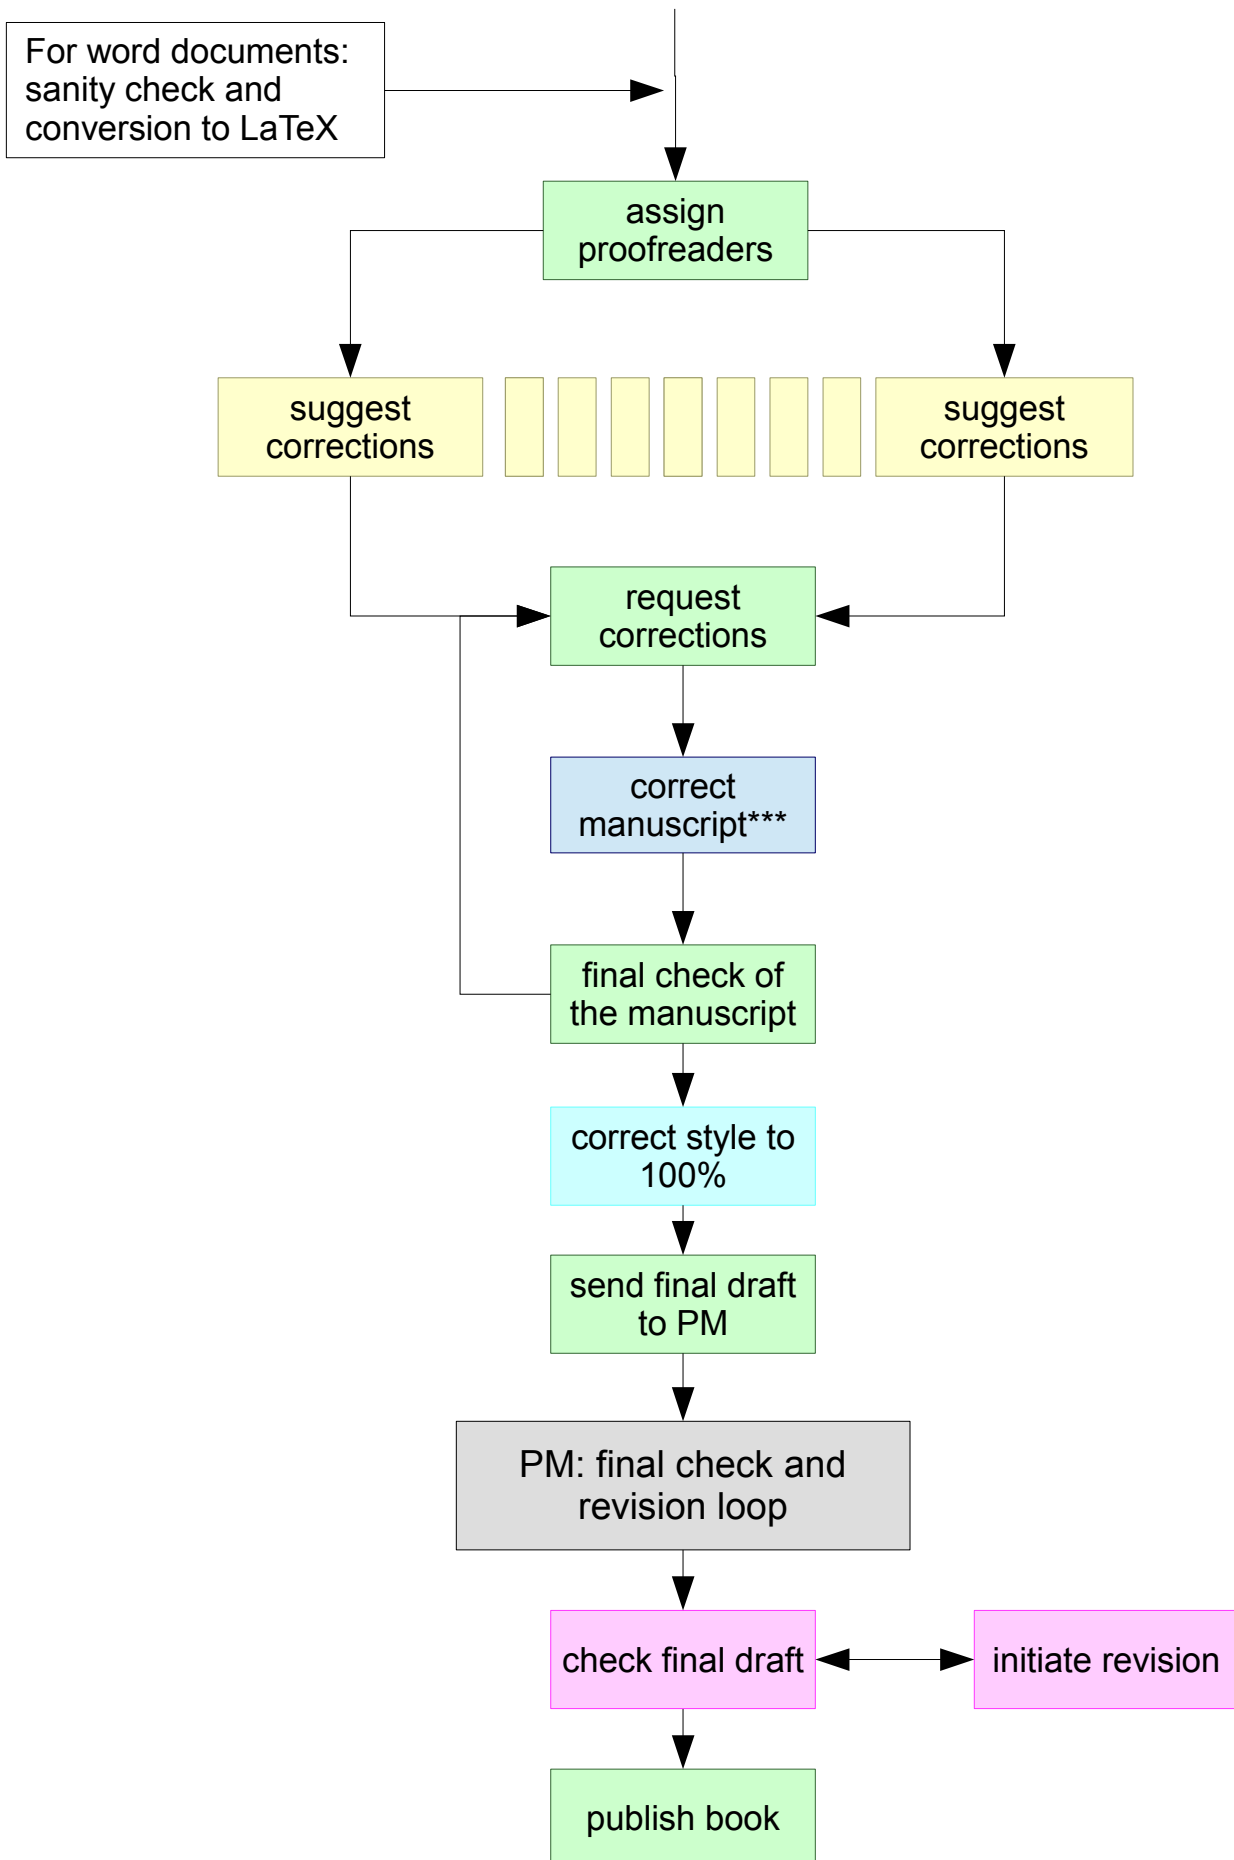 For word documents:
sanity check and
conversion to LaTeX
assign
proofreaders
suggest
corrections
suggest
corrections
request
corrections
correct
manuscript***
final check of
the manuscript
correct style to
100%
send final draft
to PM
PM: final check and
revision loop
check final draft
initiate revision
publish book